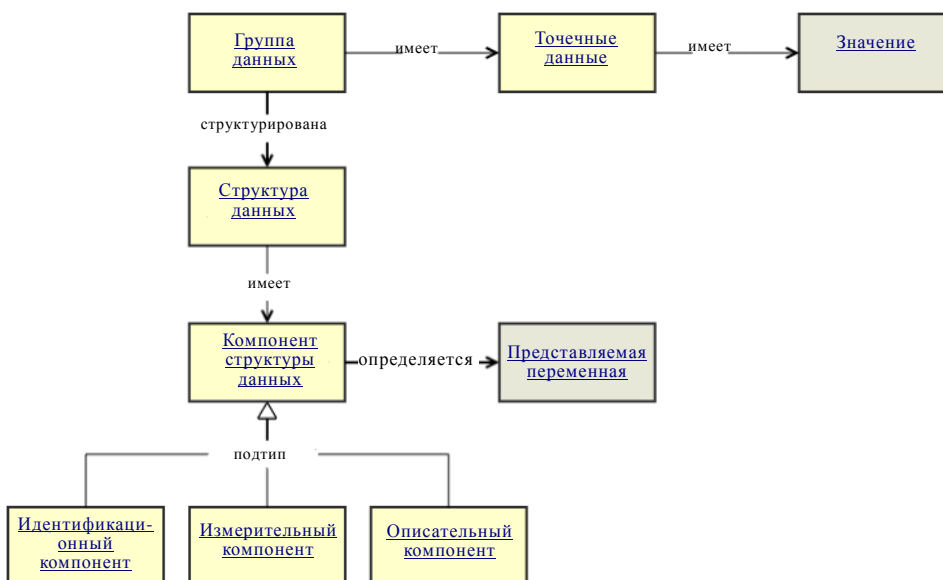 Группа
данных
имеет
Точечные
данные
имеет
Значение
структурирована
Структура
данных
имеет
Компонент
структуры
данных
определяется
Представляемая
переменная
подтип
Идентификаци-
онный
компонент
Измерительный
компонент
Описательный
компонент